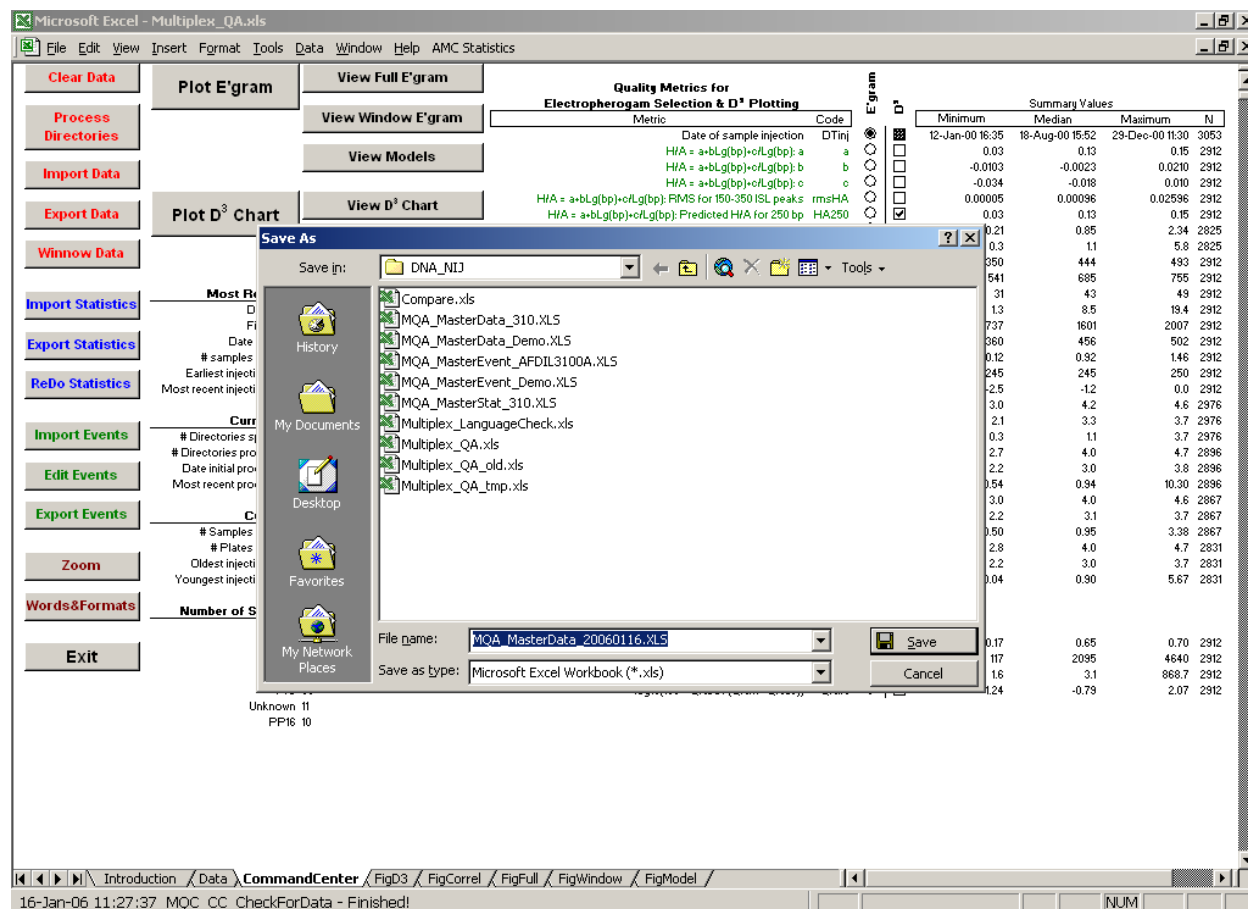 Microsoft Excel - Multiplex_QA.xls
File Edit View Insert Format Tools Data Window Help AMC Statistics
Clear Data
Process Directories
Import Data
Export Data
Winnow Data
Import Statistics
Export Statistics
ReDo Statistics
Import Events
Edit Events
Export Events
Zoom
Words&Formats
Exit
Plot E'gram
Plot D³ Chart
View Full E'gram
View Window E'gram
View Models
View D³ Chart
Quality Metrics for
Electropherogam Selection & D³ Plotting
E'gram
D³
Summary Values
Metric Code Minimum Median Maximum N
Date of sample injection DTinj 12-Jan-00 16:35 18-Aug-00 15:52 29-Dec-00 11:30 3053
H/A = a+bLg(bp)+c/Lg(bp): a a 0.03 0.13 0.15 2912
H/A = a+bLg(bp)+c/Lg(bp): b b -0.0103 -0.0023 0.0210 2912
H/A = a+bLg(bp)+c/Lg(bp): c c -0.034 -0.018 0.010 2912
H/A = a+bLg(bp)+c/Lg(bp): RMS for 150-350 ISL peaks rmsHA 0.00005 0.00096 0.02596 2912
H/A = a+bLg(bp)+c/Lg(bp): Predicted H/A for 250 bp HA250 0.03 0.13 0.15 2912
0.21 0.85 2.34 2825
0.3 1.1 5.8 2825
350 444 493 2912
541 685 755 2912
31 43 49 2912
1.3 8.5 19.4 2912
737 1601 2007 2912
360 456 502 2912
0.12 0.92 1.46 2912
245 245 250 2912
-2.5 -1.2 0.0 2912
3.0 4.2 4.6 2976
2.1 3.3 3.7 2976
0.3 1.1 3.7 2976
2.7 4.0 4.7 2896
2.2 3.0 3.8 2896
0.54 0.94 10.30 2896
3.0 4.0 4.6 2867
2.2 3.1 3.7 2867
0.50 0.95 3.38 2867
2.8 4.0 4.7 2831
2.2 3.0 3.7 2831
0.04 0.90 5.67 2831
0.17 0.65 0.70 2912
117 2095 4640 2912
1.6 3.1 868.7 2912
1.24 -0.79 2.07 2912
Most Re
Date
# samples
Earliest injecti
Most recent injecti
Curr
# Directories sp
# Directories pro
Date initial pro
Most recent pro
# Samples
# Plates
Oldest injecti
Youngest injecti
Number of S
Unknown 11
PP16 10
Save As
Save in: DNA_NIJ Tools
History
My Documents
Desktop
Favorites
My Network Places
Compare.xls
MQA_MasterData_310.XLS
MQA_MasterData_Demo.XLS
MQA_MasterEvent_AFDIL3100A.XLS
MQA_MasterEvent_Demo.XLS
MQA_MasterStat_310.XLS
Multiplex_LanguageCheck.xls
Multiplex_QA.xls
Multiplex_QA_old.xls
Multiplex_QA_tmp.xls
File name: MQA_MasterData_20060116.XLS Save
Save as type: Microsoft Excel Workbook (*.xls) Cancel
Introduction Data CommandCenter FigD3 FigCorrel FigFull FigWindow FigModel
16-Jan-06 11:27:37 MQC_CC_CheckForData - Finished! NUM